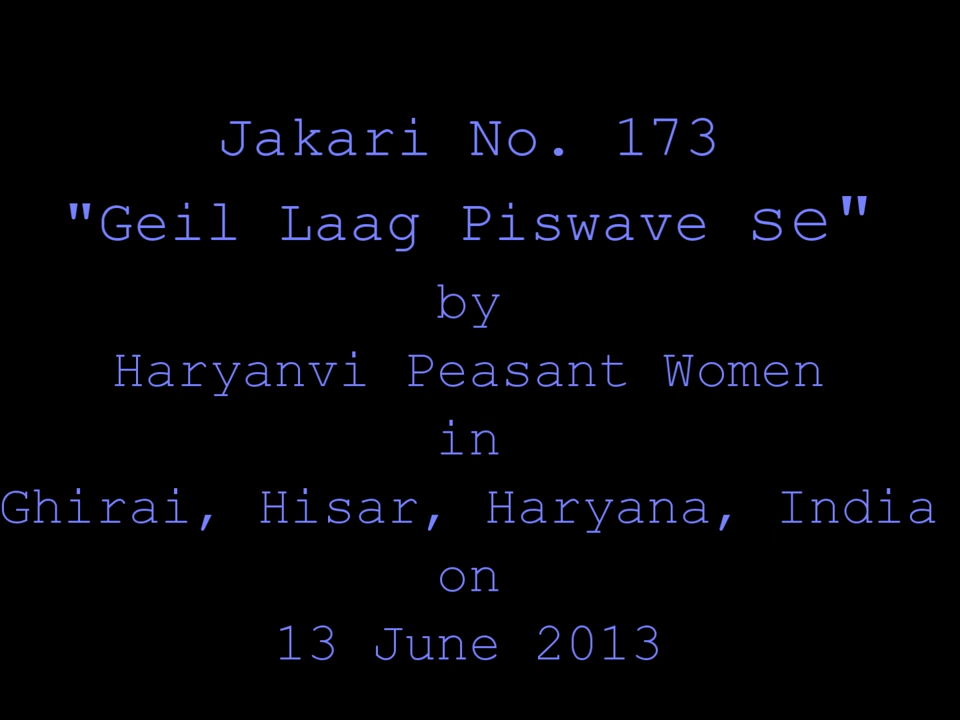 Jakari No. 173
"Geil Laag Piswave se"
by
Haryanvi Peasant Women
in
Ghirai, Hisar, Haryana, India
on
13 June 2013